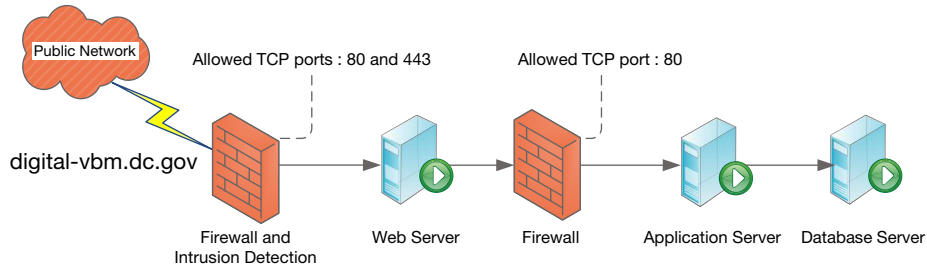 Public Network
Allowed TCP ports : 80 and 443
Allowed TCP port : 80
digital-vbm.dc.gov
Firewall and
Intrusion Detection
Web Server
Firewall
Application Server
Database Server